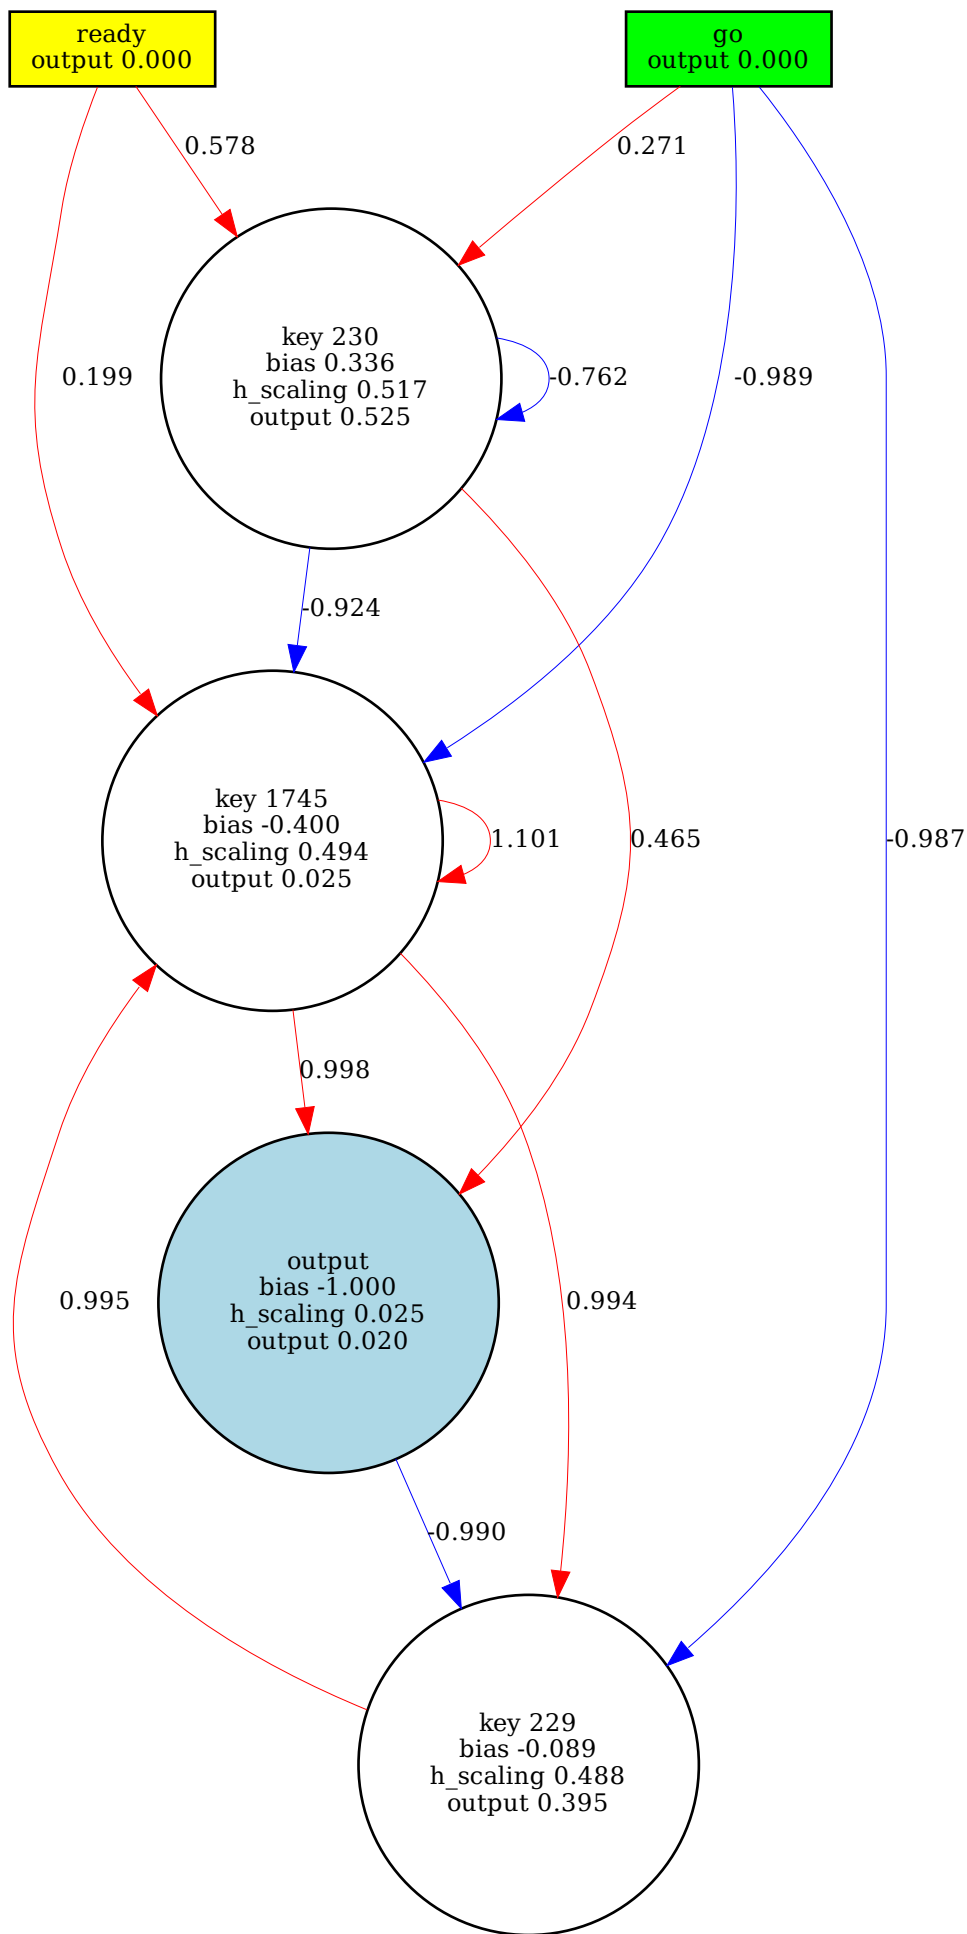 ready
output 0.000
go
output 0.000
0.578
0.271
key 230
bias 0.336
h_scaling 0.517
output 0.525
0.199
-0.762
-0.989
-0.924
key 1745
bias -0.400
h_scaling 0.494
output 0.025
1.101
0.465
-0.987
0.998
output
bias -1.000
h_scaling 0.025
output 0.020
0.995
0.994
-0.990
key 229
bias -0.089
h_scaling 0.488
output 0.395